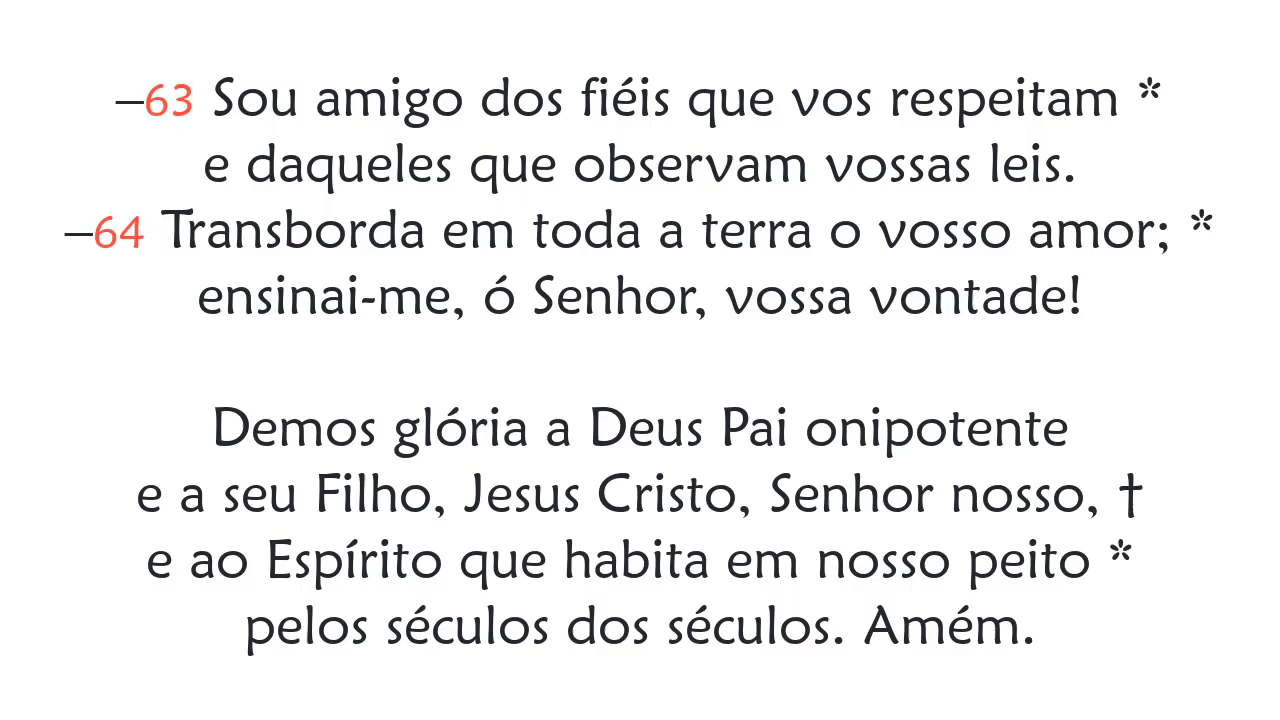 –63 Sou amigo dos fiéis que vos respeitam *
e daqueles que observam vossas leis.
–64 Transborda em toda a terra o vosso amor; *
ensinai-me, ó Senhor, vossa vontade!
Demos glória a Deus Pai onipotente
e a seu Filho, Jesus Cristo, Senhor nosso, †
e ao Espírito que habita em nosso peito *
pelos séculos dos séculos. Amém.